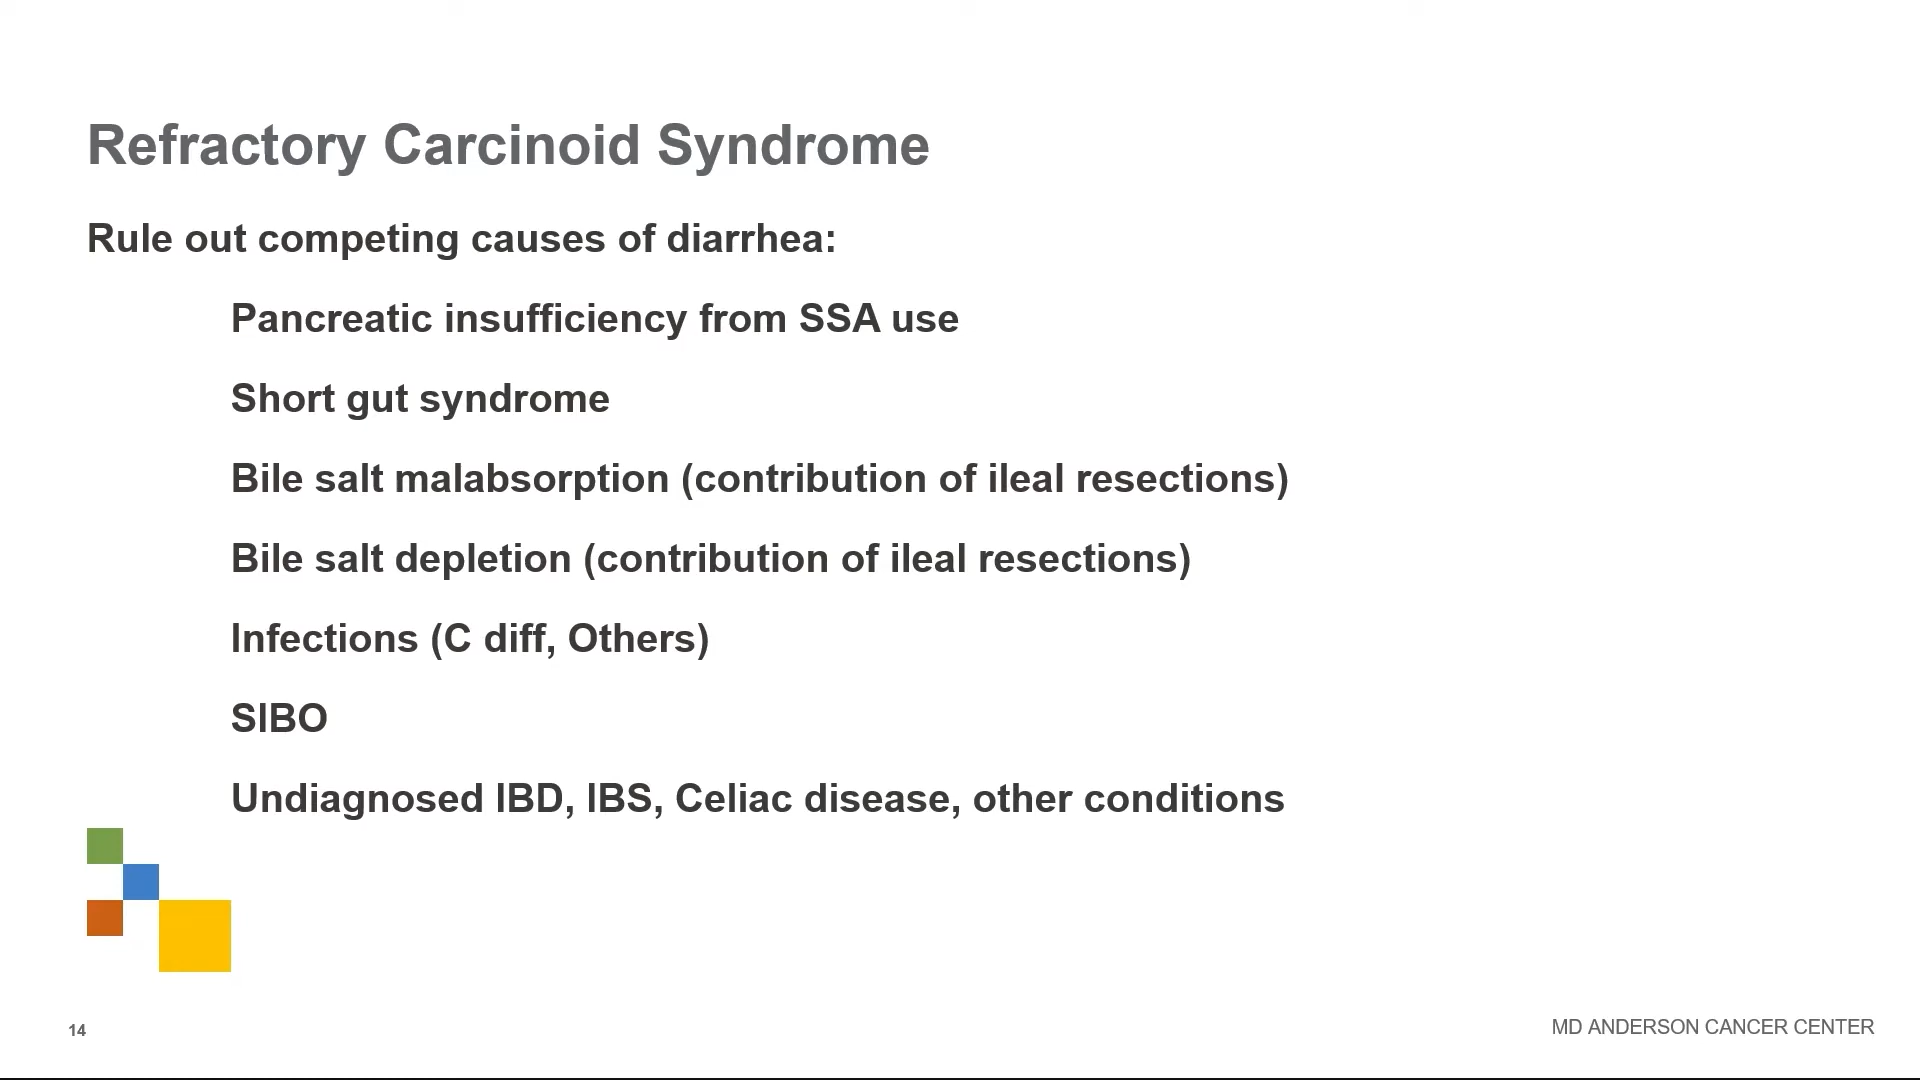 Refractory Carcinoid Syndrome
Rule out competing causes of diarrhea:
Pancreatic insufficiency from SSA use
Short gut syndrome
Bile salt malabsorption (contribution of ileal resections)
Bile salt depletion (contribution of ileal resections)
Infections (C diff, Others)
SIBO
Undiagnosed IBD, IBS, Celiac disease, other conditions
14
MD ANDERSON CANCER CENTER